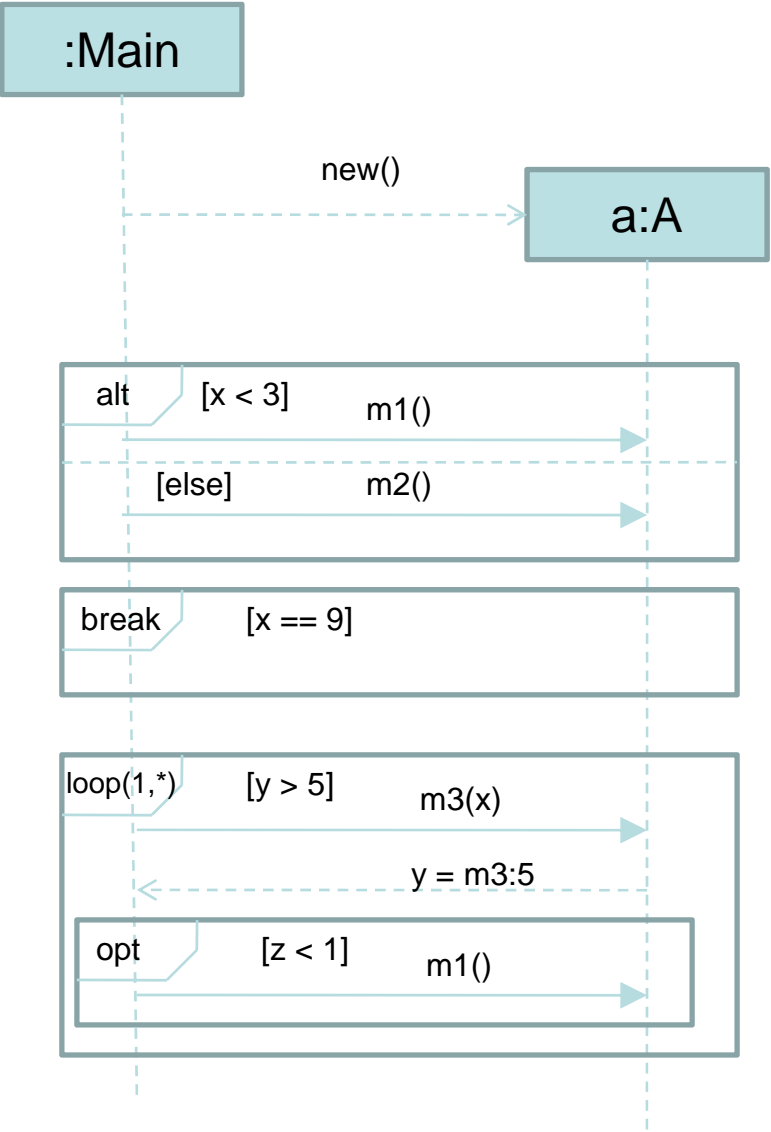 :Main
new()
a:A
alt [x < 3] m1()
[else] m2()
break [x == 9]
loop(1,*) [y > 5] m3(x)
y = m3:5
opt [z < 1] m1()